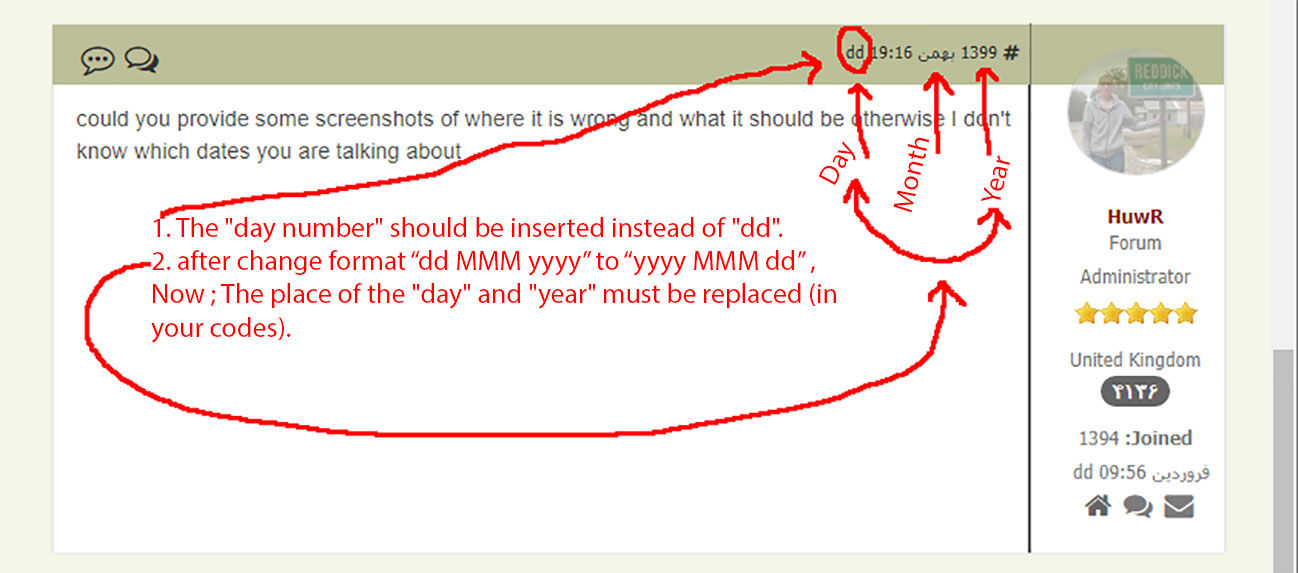 # 1399 بهمن dd 19:16
REDDICK
CITY LIMITS
could you provide some screenshots of where it is wrong and what it should be otherwise I don't
know which dates you are talking about
Day
Month
Year
1. The "day number" should be inserted instead of "dd".
2. after change format “dd MMM yyyy” to “yyyy MMM dd” ,
Now ; The place of the "day" and "year" must be replaced (in
your codes).
HuwR
Forum
Administrator
United Kingdom
۴۱۳۶
Joined: 1394
فروردین dd 09:56